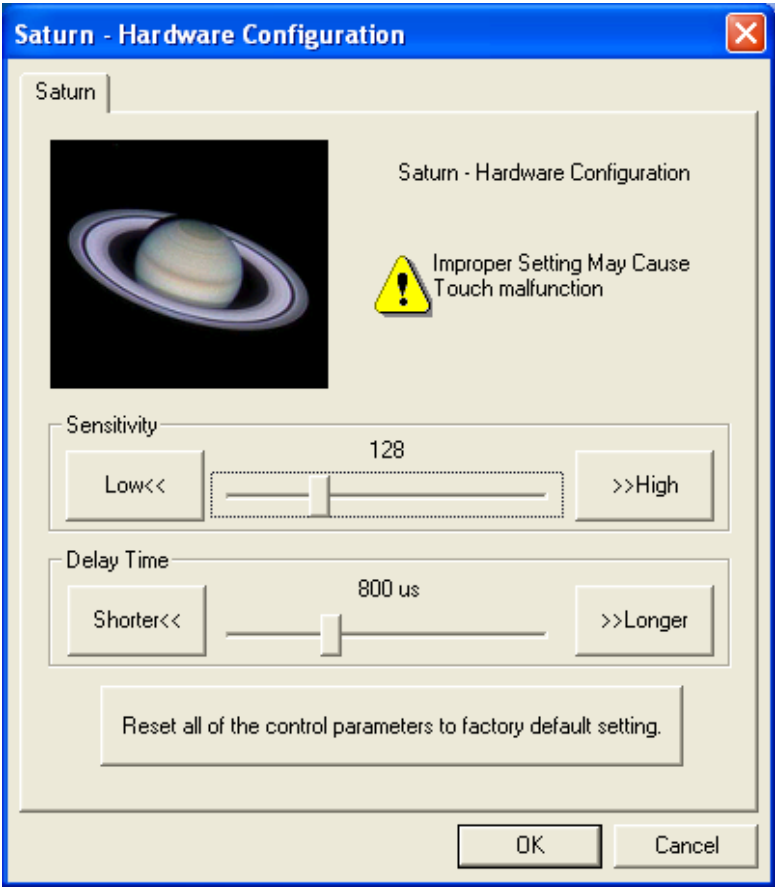 Saturn - Hardware Configuration
Saturn
Saturn - Hardware Configuration
Improper Setting May Cause
Touch malfunction
Sensitivity
128
Low<<
>>High
Delay Time
800 us
Shorter<<
>>Longer
Reset all of the control parameters to factory default setting.
OK
Cancel